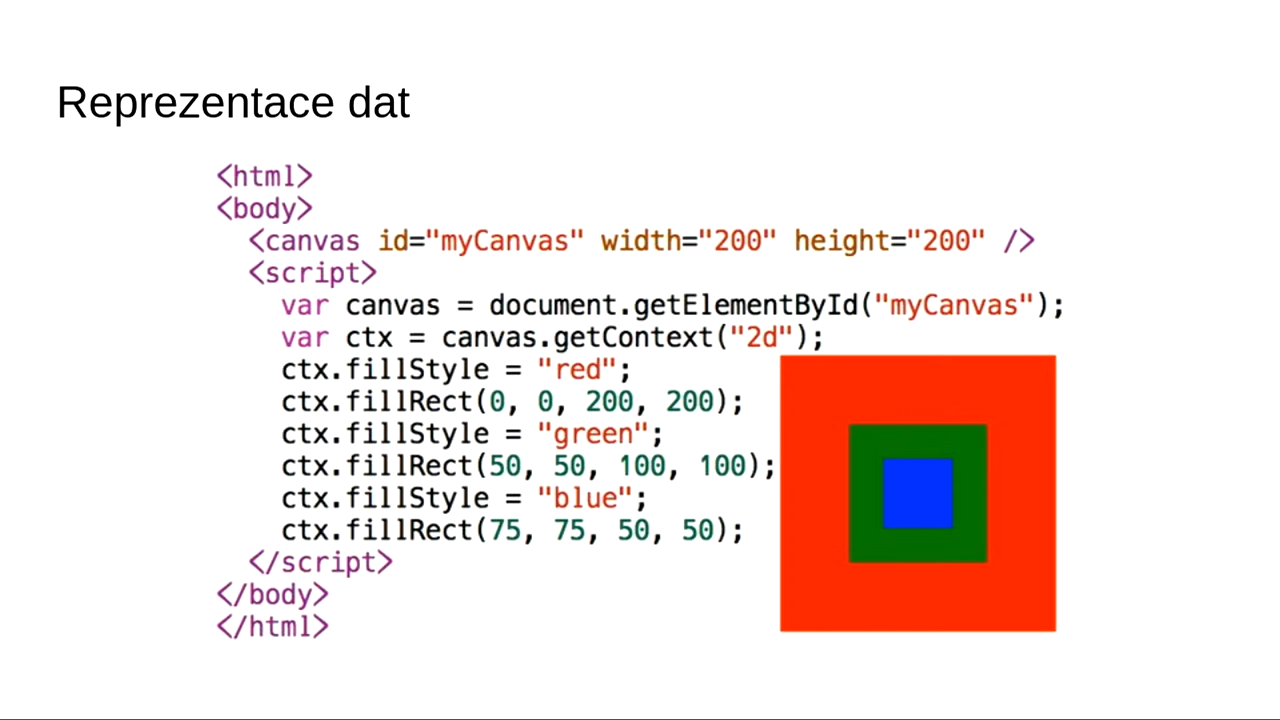 Reprezentace dat
<html>
<body>
<canvas id="myCanvas" width="200" height="200" />
<script>
var canvas = document.getElementById("myCanvas");
var ctx = canvas.getContext("2d");
ctx.fillStyle = "red";
ctx.fillRect(0, 0, 200, 200);
ctx.fillStyle = "green";
ctx.fillRect(50, 50, 100, 100);
ctx.fillStyle = "blue";
ctx.fillRect(75, 75, 50, 50);
</script>
</body>
</html>